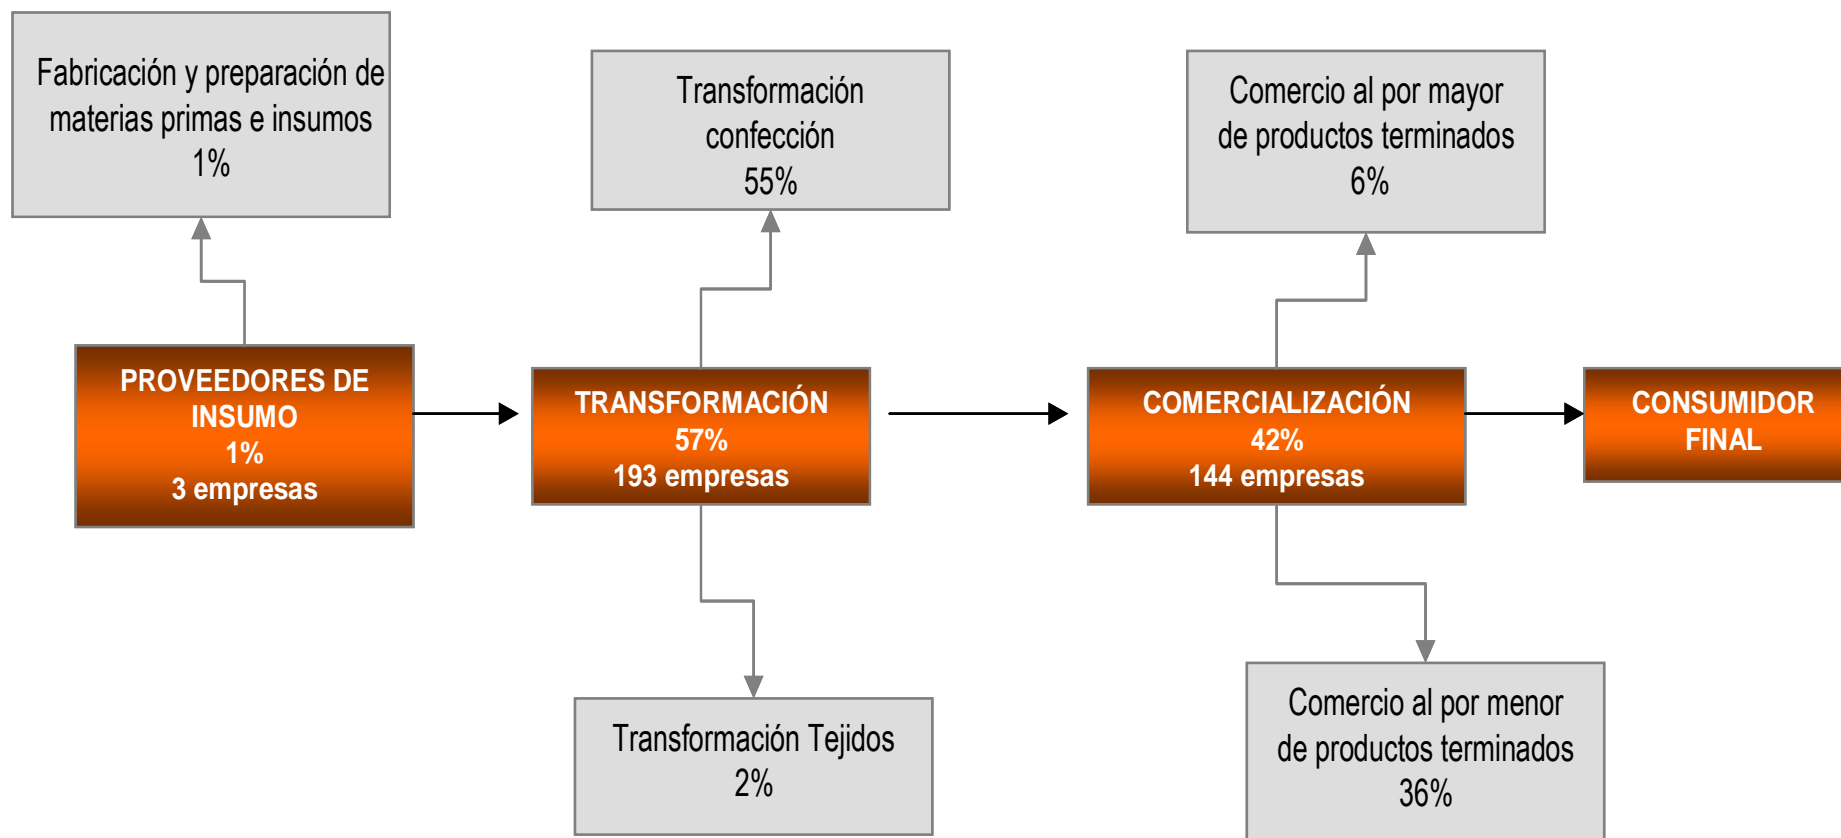 Fabricación y preparación de
materias primas e insumos
1%
Transformación
confección
55%
Comercio al por mayor
de productos terminados
6%
PROVEEDORES DE
INSUMO
1%
3 empresas
TRANSFORMACIÓN
57%
193 empresas
COMERCIALIZACIÓN
42%
144 empresas
CONSUMIDOR
FINAL
Transformación Tejidos
2%
Comercio al por menor
de productos terminados
36%